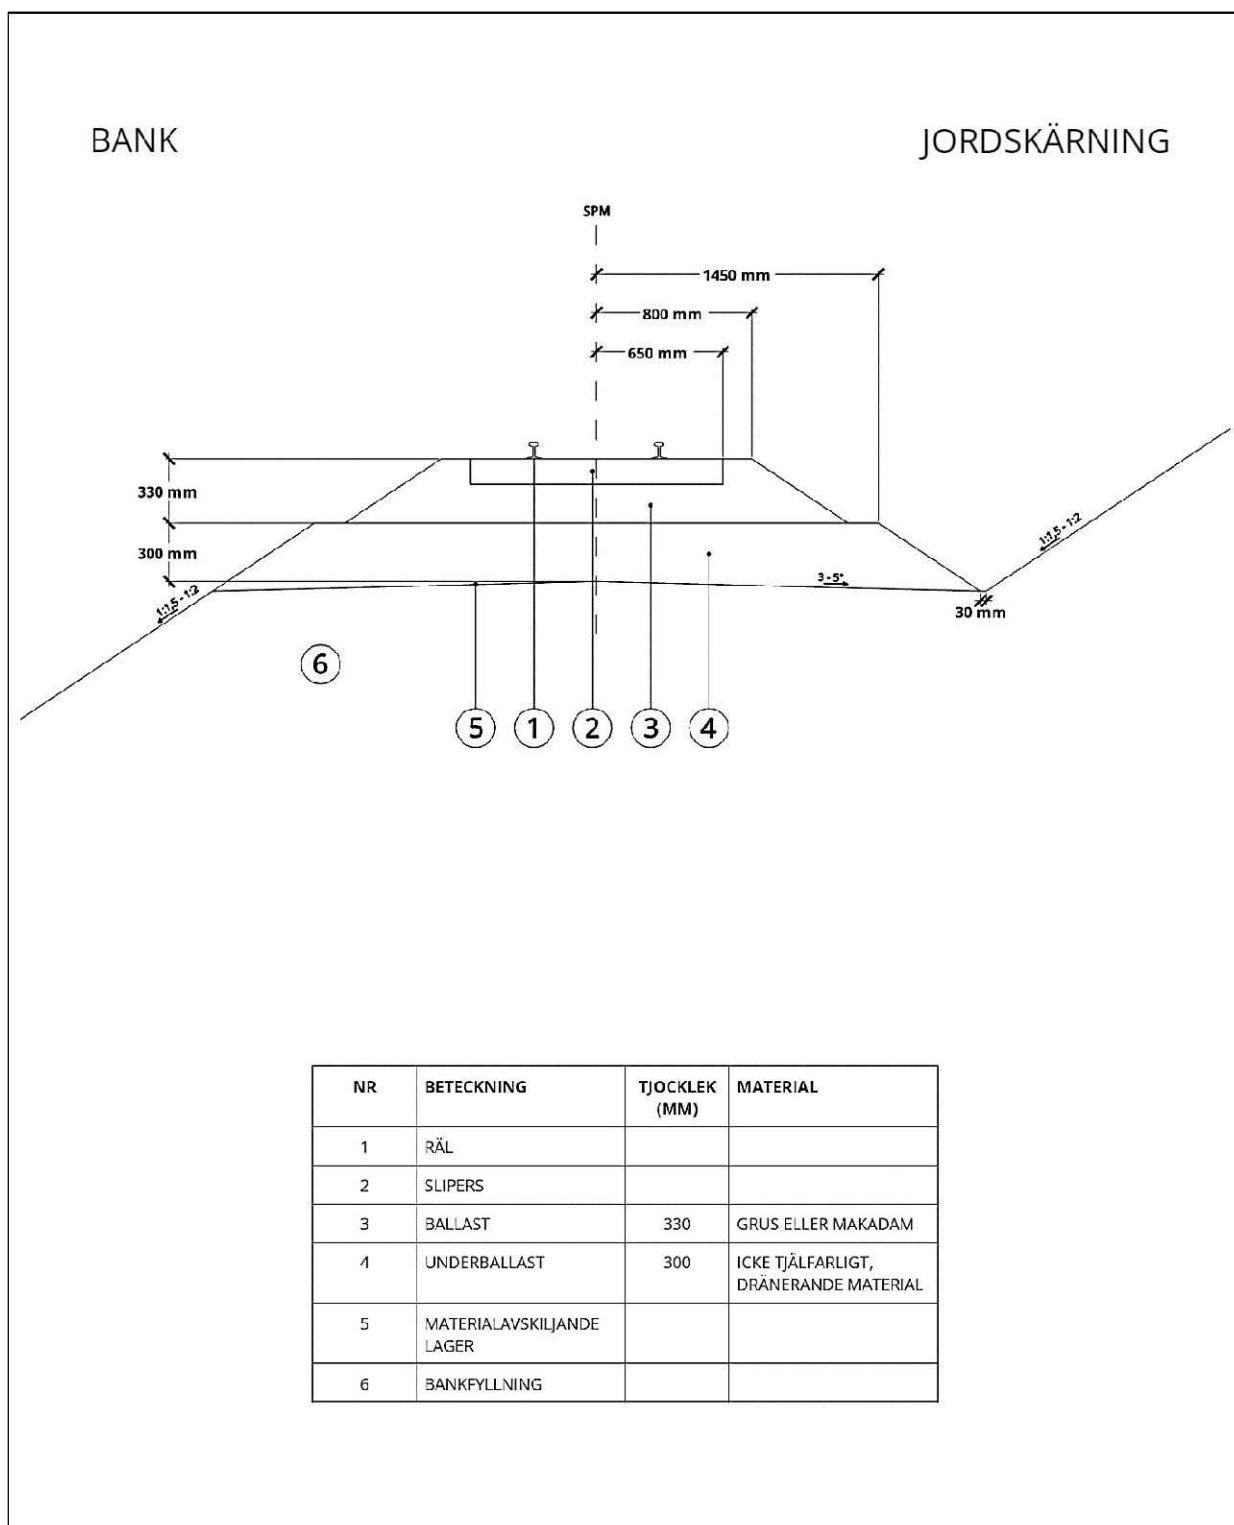 BANK
JORDSKÄRNING
SPM
1450 mm
800 mm
650 mm
330 mm
300 mm
1:1,5 - 1:2
1:1,5 - 1:2
3 - 5°
30 mm
6
5
1
2
3
4
NR BETECKNING TJOCKLEK (MM) MATERIAL
1 RÄL
2 SLIPERS
3 BALLAST 330 GRUS ELLER MAKADAM
4 UNDERBALLAST 300 ICKE TJÄLFARLIGT,
DRÄNERANDE MATERIAL
5 MATERIALAVSKILJANDE
LAGER
6 BANKFYLLNING